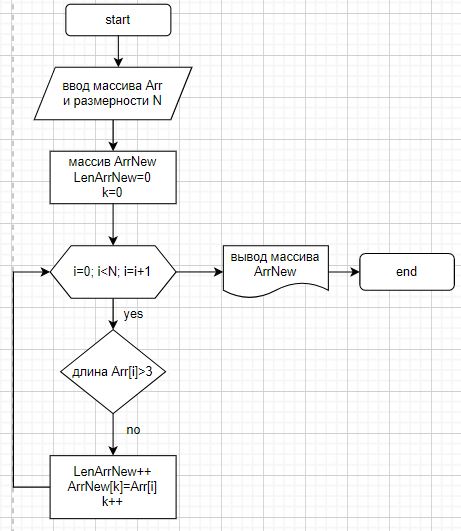 start
ввод массива Arr
и размерности N
массив ArrNew
LenArrNew=0
k=0
i=0; i<N; i=i+1
вывод массива
ArrNew
end
yes
длина Arr[i]>3
no
LenArrNew++
ArrNew[k]=Arr[i]
k++